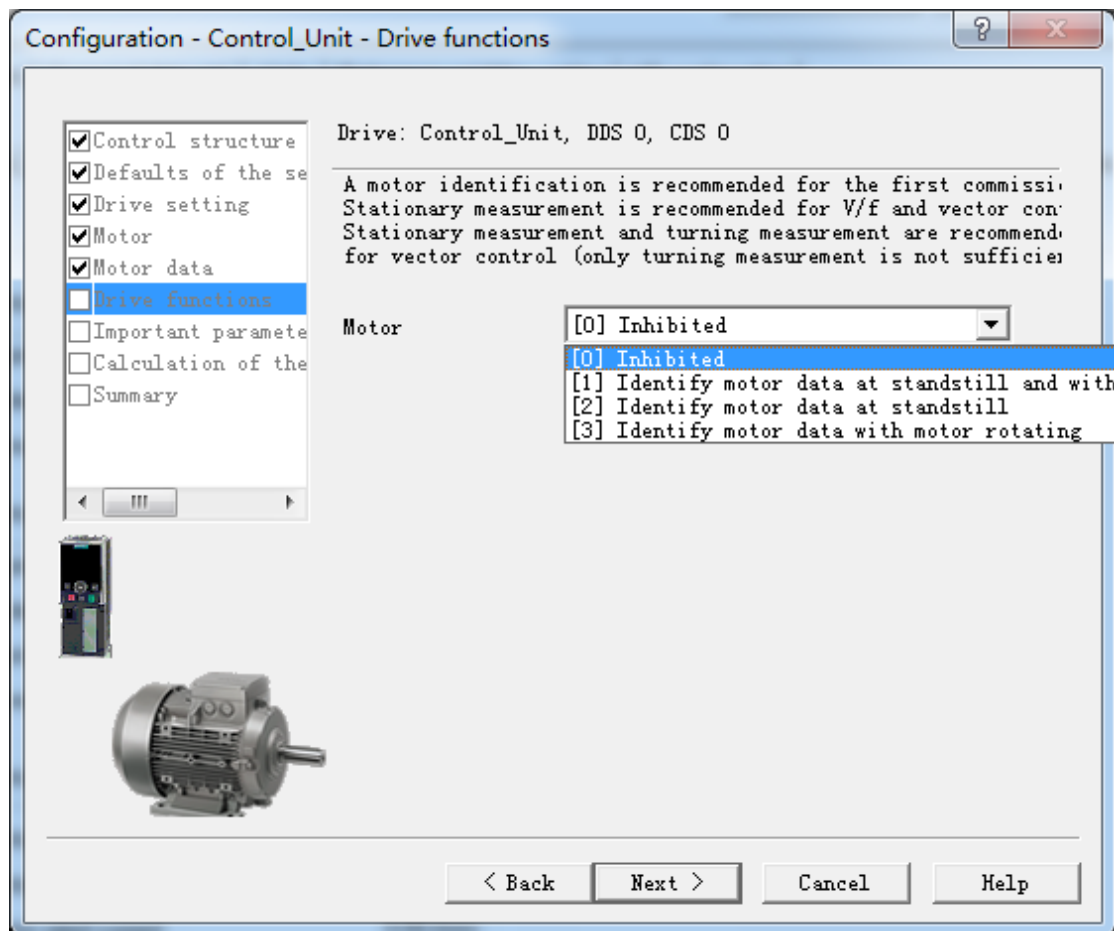 Configuration - Control_Unit - Drive functions
Control structure
Defaults of the se
Drive setting
Motor
Motor data
Drive functions
Important paramete
Calculation of the
Summary
Drive: Control_Unit, DDS 0, CDS 0
A motor identification is recommended for the first commissi
Stationary measurement is recommended for V/f and vector con
Stationary measurement and turning measurement are recommend
for vector control (only turning measurement is not sufficie
Motor
[0] Inhibited
[0] Inhibited
[1] Identify motor data at standstill and with
[2] Identify motor data at standstill
[3] Identify motor data with motor rotating
< Back
Next >
Cancel
Help